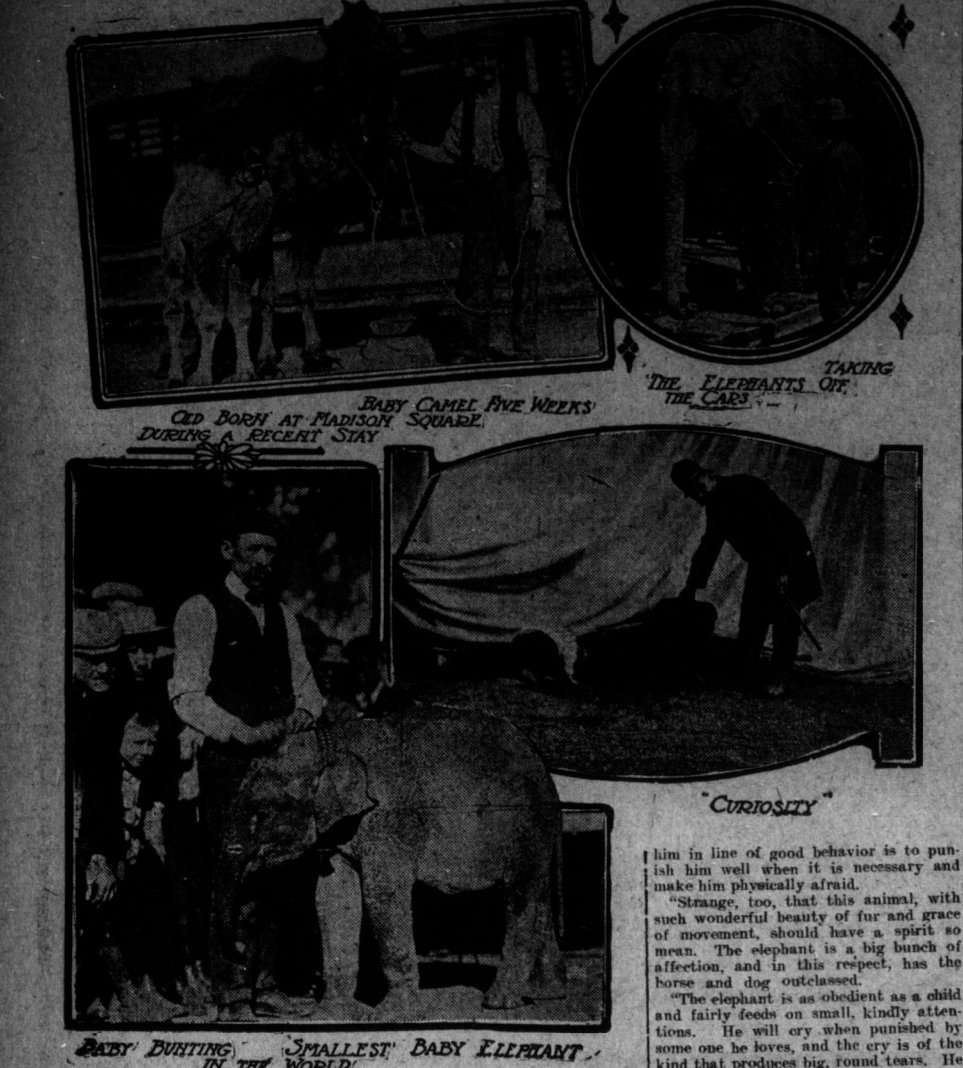 BABY CAMEL FIVE WEEKS
OLD BORN AT MADISON SQUARE
DURING A RECENT STAY
TAKING
THE ELEPHANTS OFF
THE CARS
"CURIOSITY"
BABY BUNTING SMALLEST BABY ELEPHANT
IN THE WORLD
him in line of good behavior is to pun-
ish him well when it is necessary and
make him physically afraid.
"Strange, too, that this animal, with
such wonderful beauty of fur and grace
of movement, should have a spirit so
mean. The elephant is a big bunch of
affection, and in this respect, has the
horse and dog outclassed.
"The elephant is as obedient as a child
and fairly feeds on small, kindly atten-
tions. He will cry when punished by
some one he loves, and the cry is of the
kind that produces big, round tears. He